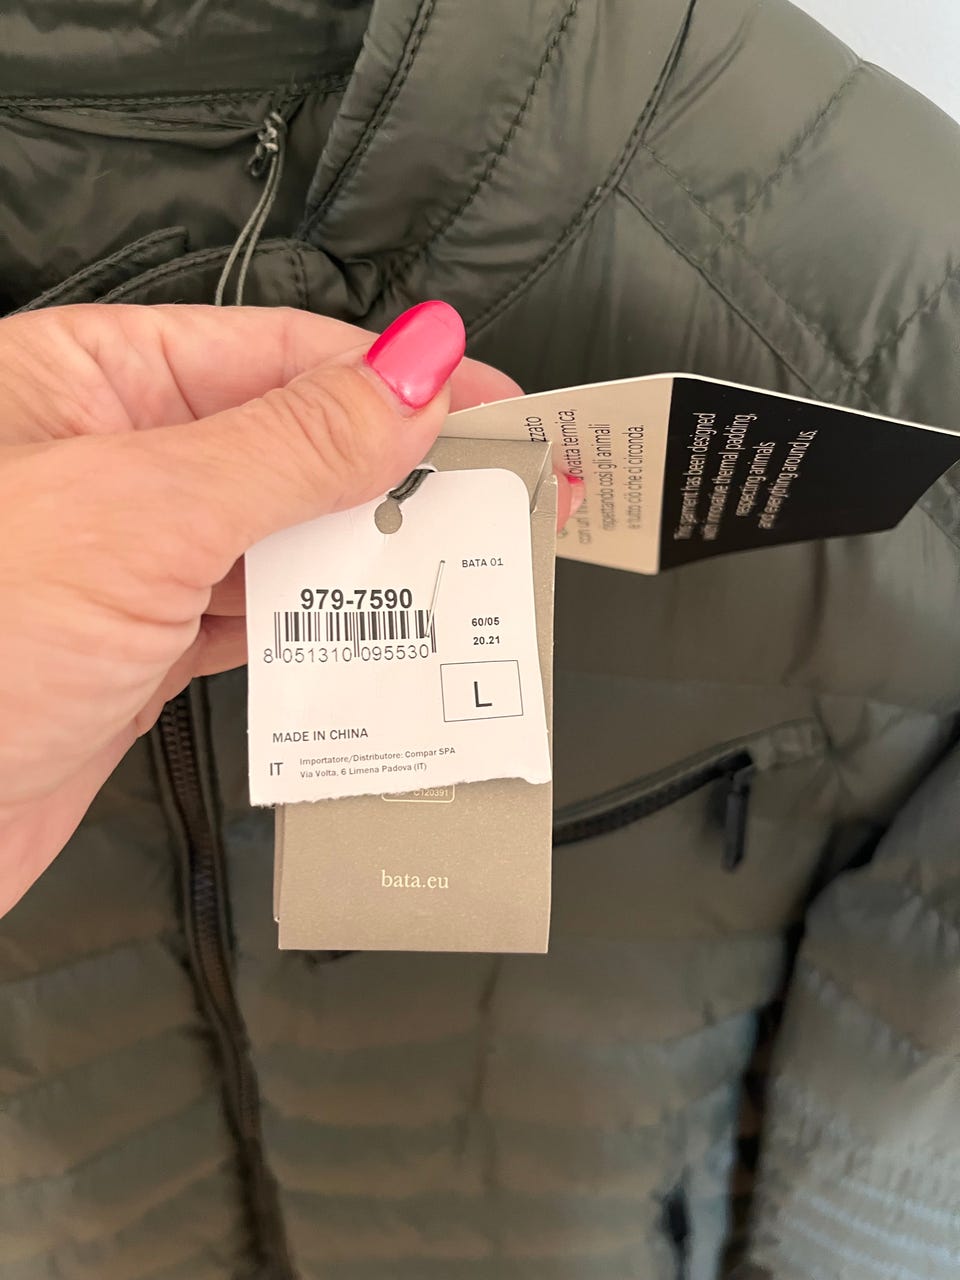 BATA 01
979-7590
8 051310 095530
60/05
20.21
L
MADE IN CHINA
IT
Importatore/Distributore: Compar SPA
Via Volta, 6 Limena Padova (IT)
C120391
bata.eu
ovatta termica,
rispettando così gli animali
e tutto ciò che ci circonda.
This garment has been designed
with innovative thermal padding,
respecting animals
and everything around us.